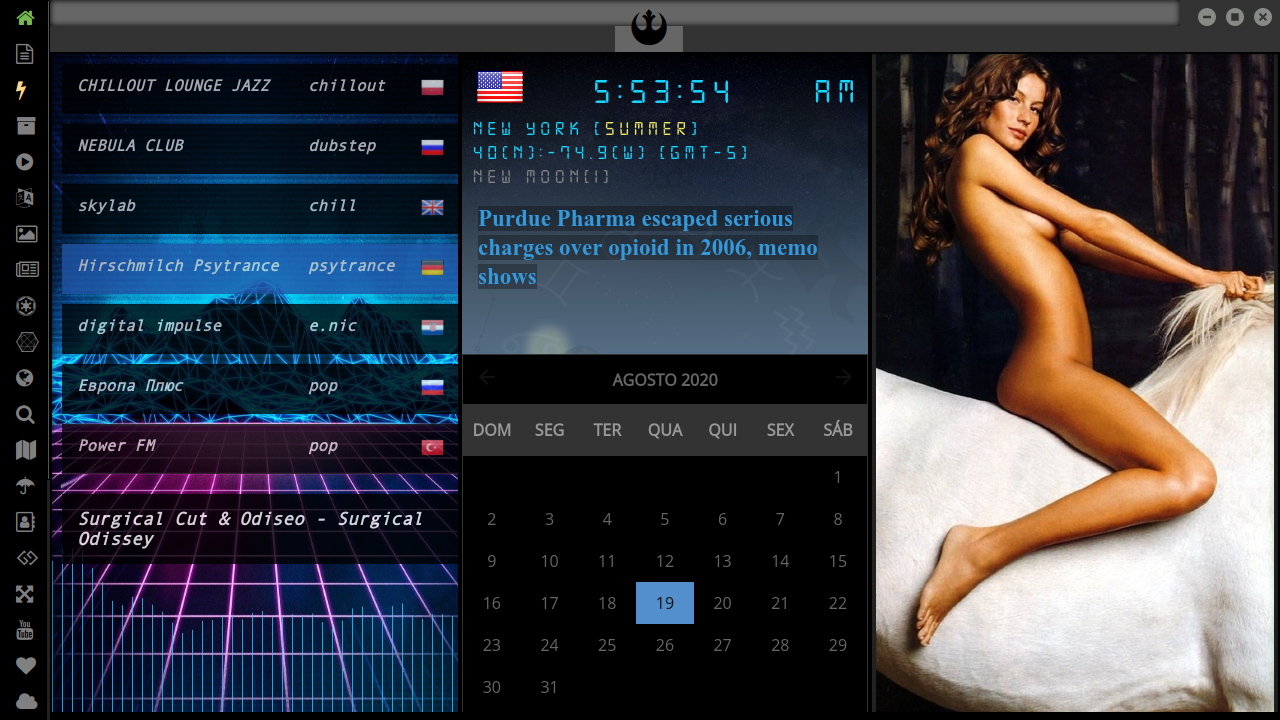 CHILLOUT LOUNGE JAZZ chillout
NEBULA CLUB dubstep
skylab chill
Hirschmilch Psytrance psytrance
digital impulse e.nic
Европа Плюс pop
Power FM pop
Surgical Cut & Odiseo - Surgical
Odissey
You
Tube
5:53:54 AM
NEW YORK (SUMMER)
40(N):-74.9(W) (GMT-5)
NEW MOON(1)
Purdue Pharma escaped serious
charges over opioid in 2006, memo
shows
AGOSTO 2020
DOM SEG TER QUA QUI SEX SÁB
1
2 3 4 5 6 7 8
9 10 11 12 13 14 15
16 17 18 19 20 21 22
23 24 25 26 27 28 29
30 31